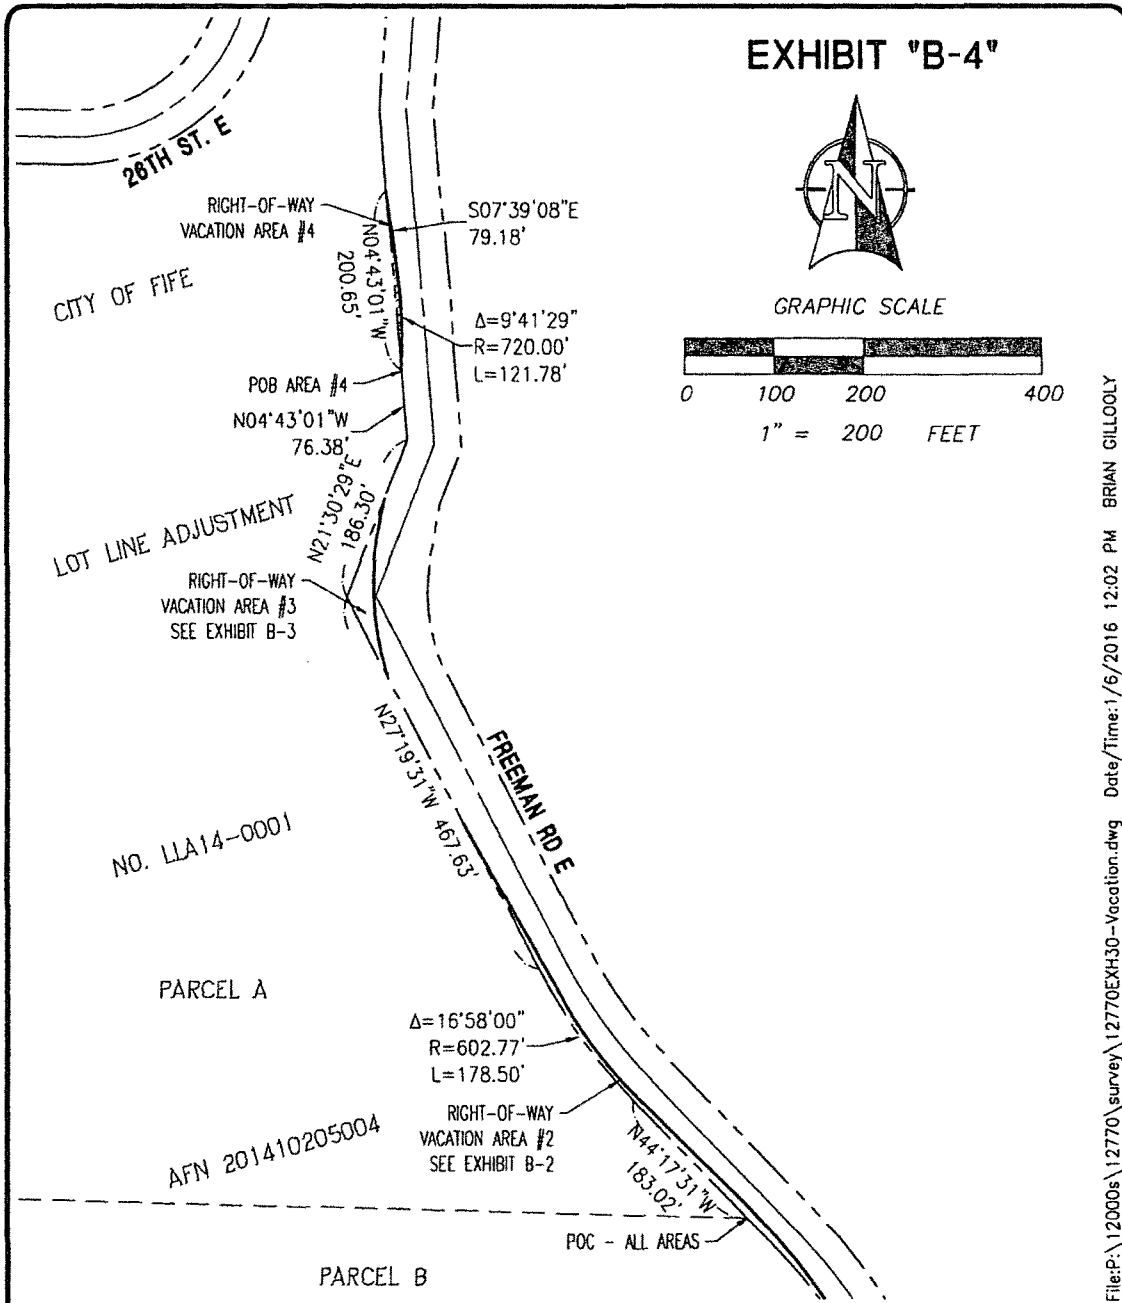 EXHIBIT "B-4"
26TH ST. E
N
RIGHT-OF-WAY
VACATION AREA #4
S07°39'08"E
79.18'
N04°43'01"W
200.65'
CITY OF FIFE
GRAPHIC SCALE
0 100 200 400
1" = 200 FEET
Δ=9°41'29"
R=720.00'
L=121.78'
POB AREA #4
N04°43'01"W
76.38'
N21°30'29"E
186.30'
LOT LINE ADJUSTMENT
RIGHT-OF-WAY
VACATION AREA #3
SEE EXHIBIT B-3
N27°19'31"W 467.63'
FREEMAN RD E
NO. LLA14-0001
PARCEL A
Δ=16°58'00"
R=602.77'
L=178.50'
RIGHT-OF-WAY
VACATION AREA #2
SEE EXHIBIT B-2
N44°17'31"W
183.02'
AFN 201410205004
POC - ALL AREAS
PARCEL B
File:P:\12000s\12770\survey\12770EXH30-Vacation.dwg Date/Time:1/6/2016 12:02 PM BRIAN GILLOOLY